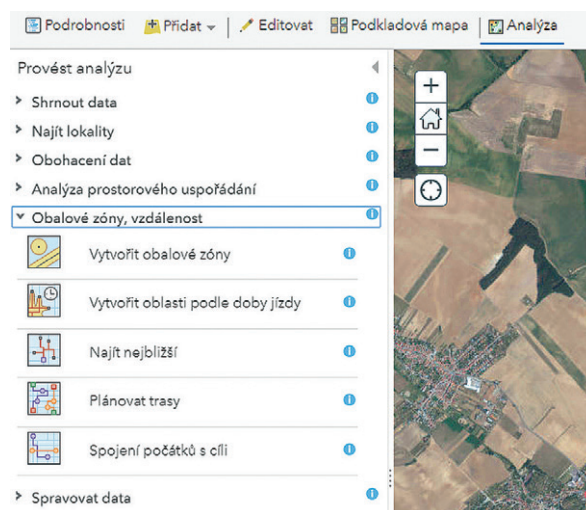 Podrobnosti Přidat Editovat Podkladová mapa Analýza
Provést analýzu
Shrnout data
Najít lokality
Obohacení dat
Analýza prostorového uspořádání
Obalové zóny, vzdálenost
Vytvořit obalové zóny
Vytvořit oblasti podle doby jízdy
Najít nejbližší
Plánovat trasy
Spojení počátků s cíli
Spravovat data